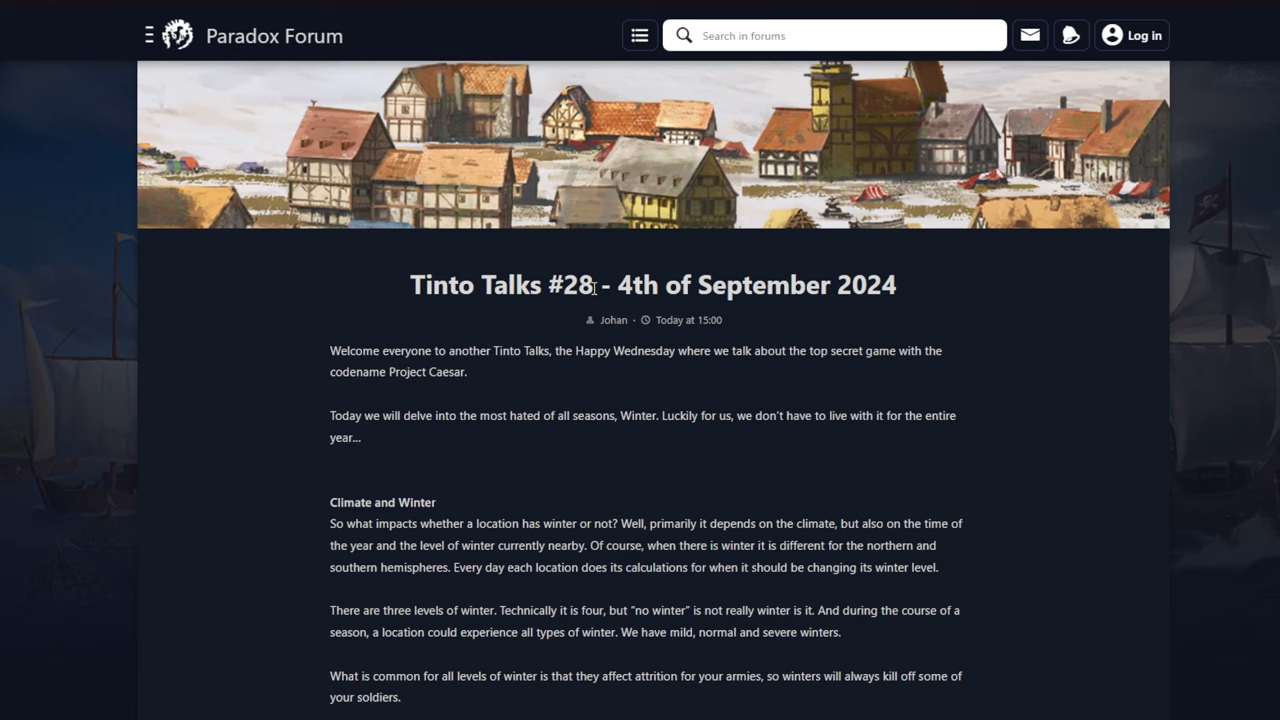 Paradox Forum
Search in forums
Log in
Tinto Talks #28 - 4th of September 2024
Johan · Today at 15:00
Welcome everyone to another Tinto Talks, the Happy Wednesday where we talk about the top secret game with the
codename Project Caesar.
Today we will delve into the most hated of all seasons, Winter. Luckily for us, we don’t have to live with it for the entire
year...
Climate and Winter
So what impacts whether a location has winter or not? Well, primarily it depends on the climate, but also on the time of
the year and the level of winter currently nearby. Of course, when there is winter it is different for the northern and
southern hemispheres. Every day each location does its calculations for when it should be changing its winter level.
There are three levels of winter. Technically it is four, but “no winter” is not really winter is it. And during the course of a
season, a location could experience all types of winter. We have mild, normal and severe winters.
What is common for all levels of winter is that they affect attrition for your armies, so winters will always kill off some of
your soldiers.